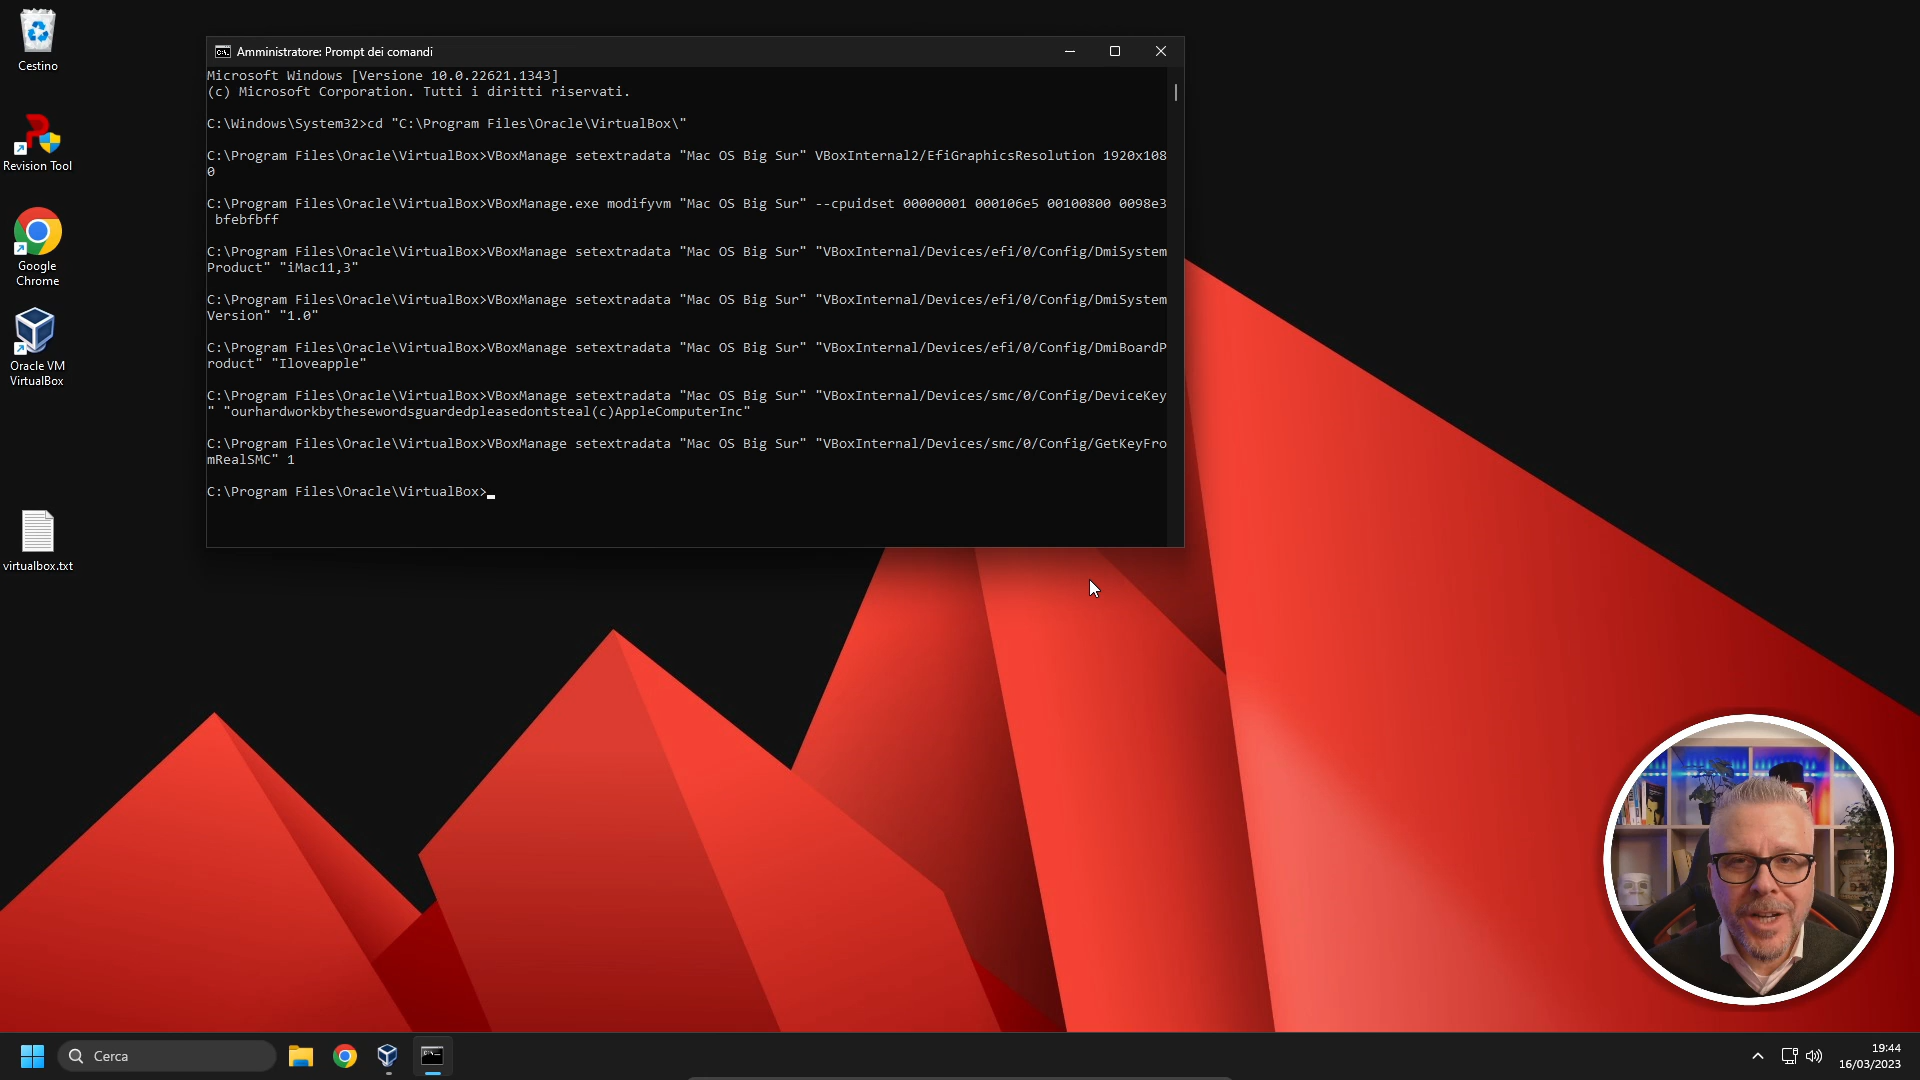 Cestino
Revision Tool
Google
Chrome
Oracle VM
VirtualBox
virtualbox.txt
Amministratore: Prompt dei comandi
Microsoft Windows [Versione 10.0.22621.1343]
(c) Microsoft Corporation. Tutti i diritti riservati.
C:\Windows\System32>cd "C:\Program Files\Oracle\VirtualBox\"
C:\Program Files\Oracle\VirtualBox>VBoxManage setextradata "Mac OS Big Sur" VBoxInternal2/EfiGraphicsResolution 1920x108
0
C:\Program Files\Oracle\VirtualBox>VBoxManage.exe modifyvm "Mac OS Big Sur" --cpuidset 00000001 000106e5 00100800 0098e3
bfebfbff
C:\Program Files\Oracle\VirtualBox>VBoxManage setextradata "Mac OS Big Sur" "VBoxInternal/Devices/efi/0/Config/DmiSystem
Product" "iMac11,3"
C:\Program Files\Oracle\VirtualBox>VBoxManage setextradata "Mac OS Big Sur" "VBoxInternal/Devices/efi/0/Config/DmiSystem
Version" "1.0"
C:\Program Files\Oracle\VirtualBox>VBoxManage setextradata "Mac OS Big Sur" "VBoxInternal/Devices/efi/0/Config/DmiBoardP
roduct" "Iloveapple"
C:\Program Files\Oracle\VirtualBox>VBoxManage setextradata "Mac OS Big Sur" "VBoxInternal/Devices/smc/0/Config/DeviceKey
" "ourhardworkbythesewordsguardedpleasedontsteal(c)AppleComputerInc"
C:\Program Files\Oracle\VirtualBox>VBoxManage setextradata "Mac OS Big Sur" "VBoxInternal/Devices/smc/0/Config/GetKeyFro
mRealSMC" 1
C:\Program Files\Oracle\VirtualBox>
Cerca
19:44
16/03/2023